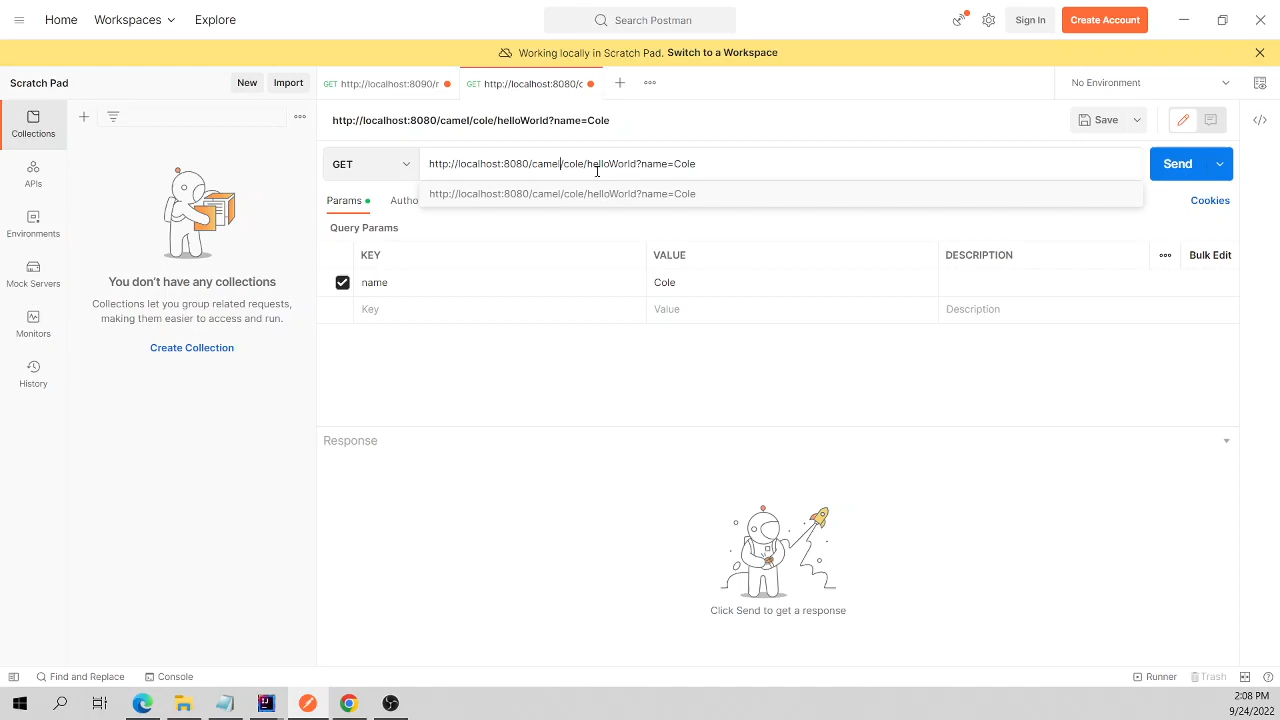 Home
Workspaces
Explore
Search Postman
Sign In
Create Account
Working locally in Scratch Pad. Switch to a Workspace
Scratch Pad
New
Import
GET http://localhost:8090/r
GET http://localhost:8080/c
No Environment
Collections
http://localhost:8080/camel/cole/helloWorld?name=Cole
Save
GET
http://localhost:8080/camel/cole/helloWorld?name=Cole
Send
http://localhost:8080/camel/cole/helloWorld?name=Cole
APIs
Params
Autho
Cookies
Query Params
Environments
KEY
VALUE
DESCRIPTION
Bulk Edit
name
Cole
Mock Servers
You don't have any collections
Collections let you group related requests,
making them easier to access and run.
Key
Value
Description
Monitors
Create Collection
History
Response
Click Send to get a response
Find and Replace
Console
Runner
Trash
2:08 PM
9/24/2022